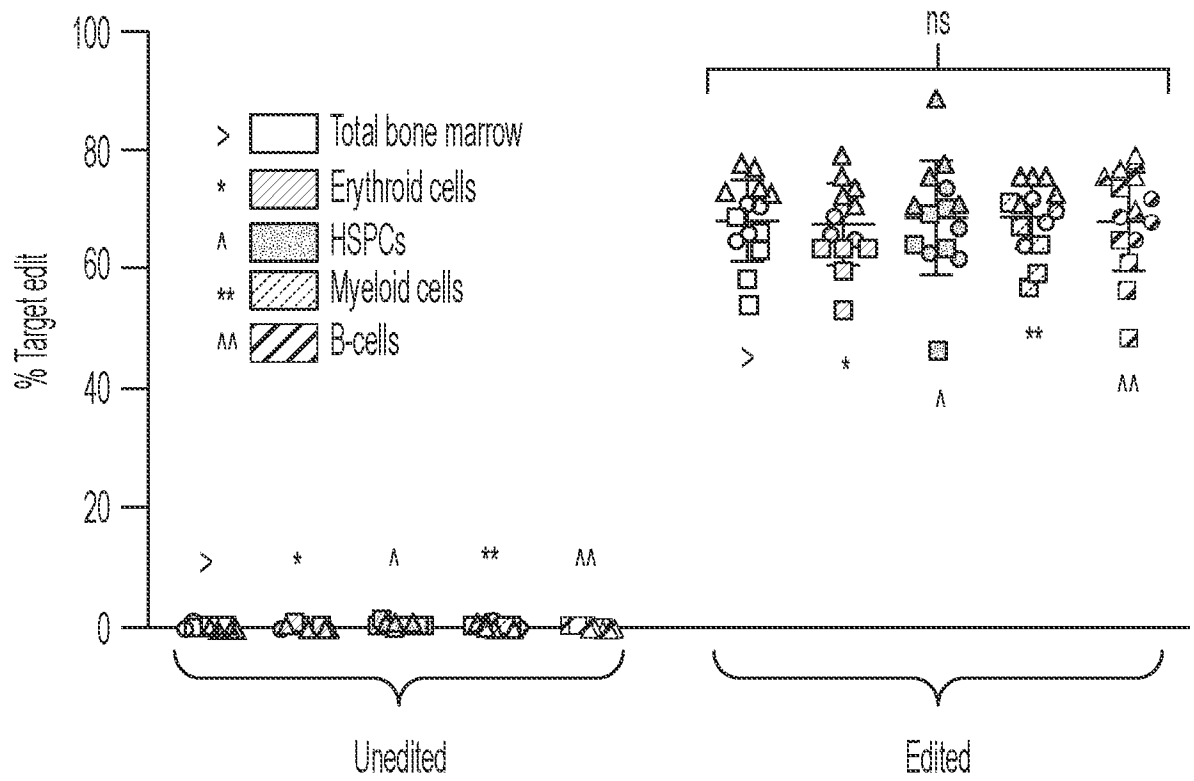 ns
100
80
60
40
20
0
% Target edit
> Total bone marrow
* Erythroid cells
^ HSPCs
** Myeloid cells
^^ B-cells
> * ^ ** ^^
> * ^ ** ^^
Unedited Edited